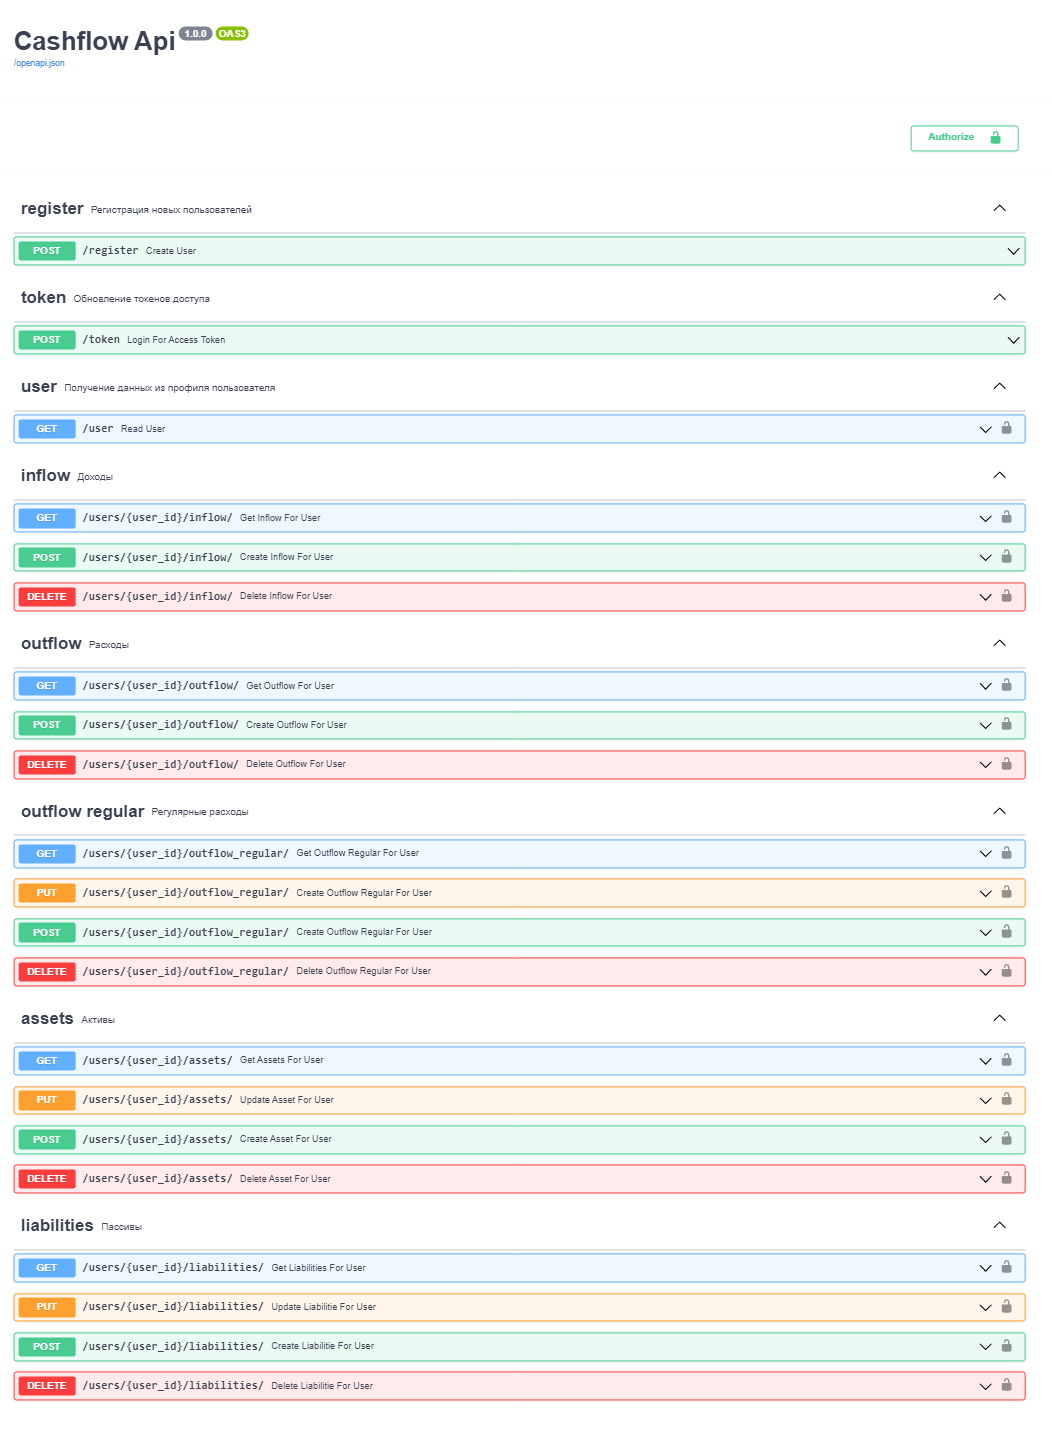 Cashflow Api 1.0.0 OAS3
/openapi.json
Authorize
register Регистрация новых пользователей
POST /register Create User
token Обновление токенов доступа
POST /token Login For Access Token
user Получение данных из профиля пользователя
GET /user Read User
inflow Доходы
GET /users/{user_id}/inflow/ Get Inflow For User
POST /users/{user_id}/inflow/ Create Inflow For User
DELETE /users/{user_id}/inflow/ Delete Inflow For User
outflow Расходы
GET /users/{user_id}/outflow/ Get Outflow For User
POST /users/{user_id}/outflow/ Create Outflow For User
DELETE /users/{user_id}/outflow/ Delete Outflow For User
outflow regular Регулярные расходы
GET /users/{user_id}/outflow_regular/ Get Outflow Regular For User
PUT /users/{user_id}/outflow_regular/ Create Outflow Regular For User
POST /users/{user_id}/outflow_regular/ Create Outflow Regular For User
DELETE /users/{user_id}/outflow_regular/ Delete Outflow Regular For User
assets Активы
GET /users/{user_id}/assets/ Get Assets For User
PUT /users/{user_id}/assets/ Update Asset For User
POST /users/{user_id}/assets/ Create Asset For User
DELETE /users/{user_id}/assets/ Delete Asset For User
liabilities Пассивы
GET /users/{user_id}/liabilities/ Get Liabilities For User
PUT /users/{user_id}/liabilities/ Update Liabilitie For User
POST /users/{user_id}/liabilities/ Create Liabilitie For User
DELETE /users/{user_id}/liabilities/ Delete Liabilitie For User